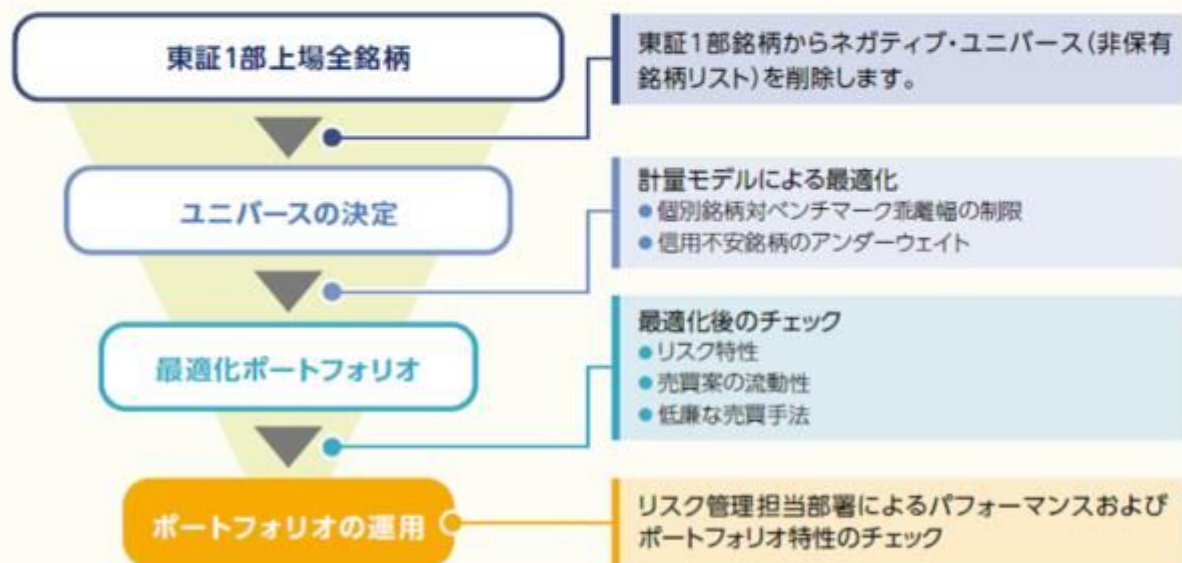 東証1部上場全銘柄
東証1部銘柄からネガティブ・ユニバース(非保有
銘柄リスト)を削除します。
ユニバースの決定
計量モデルによる最適化
●個別銘柄対ベンチマーク乖離幅の制限
●信用不安銘柄のアンダーウェイト
最適化ポートフォリオ
最適化後のチェック
●リスク特性
●売買案の流動性
●低廉な売買手法
ポートフォリオの運用
リスク管理担当部署によるパフォーマンスおよび
ポートフォリオ特性のチェック